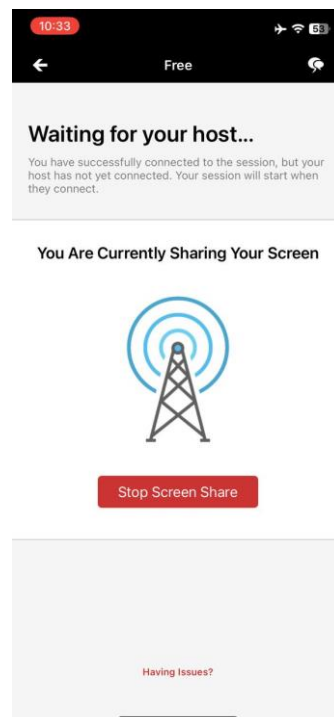 10:33
53
Free
Waiting for your host...
You have successfully connected to the session, but your
host has not yet connected. Your session will start when
they connect.
You Are Currently Sharing Your Screen
Stop Screen Share
Having Issues?